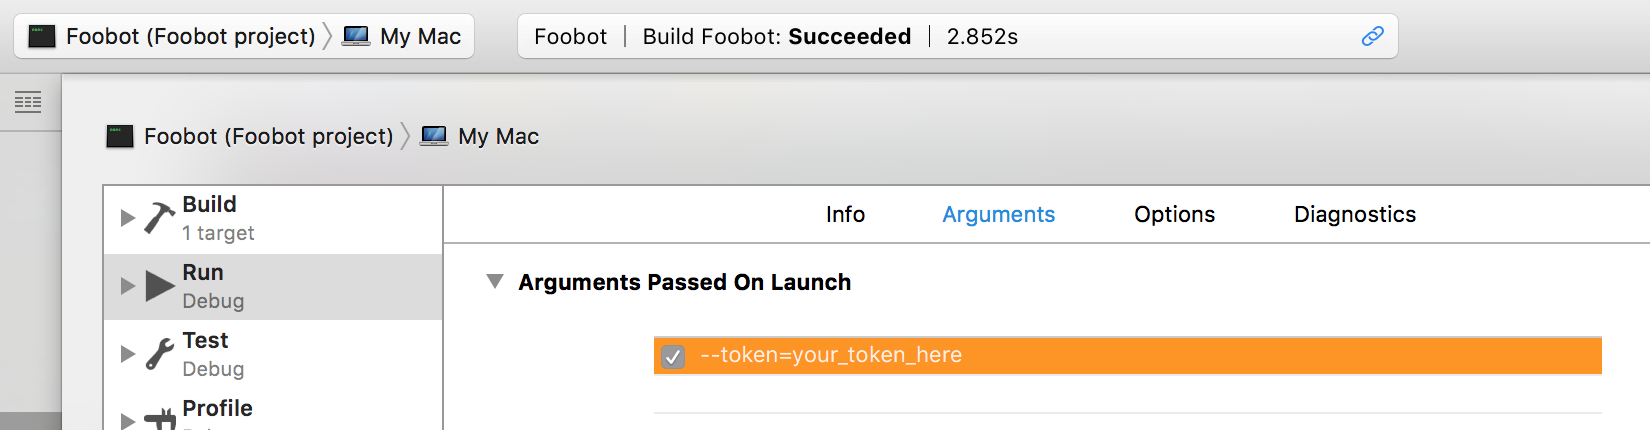 Foobot (Foobot project) My Mac
Foobot Build Foobot: Succeeded 2.852s
Foobot (Foobot project) My Mac
Build
1 target
Run
Debug
Test
Debug
Profile
Info Arguments Options Diagnostics
Arguments Passed On Launch
--token=your_token_here